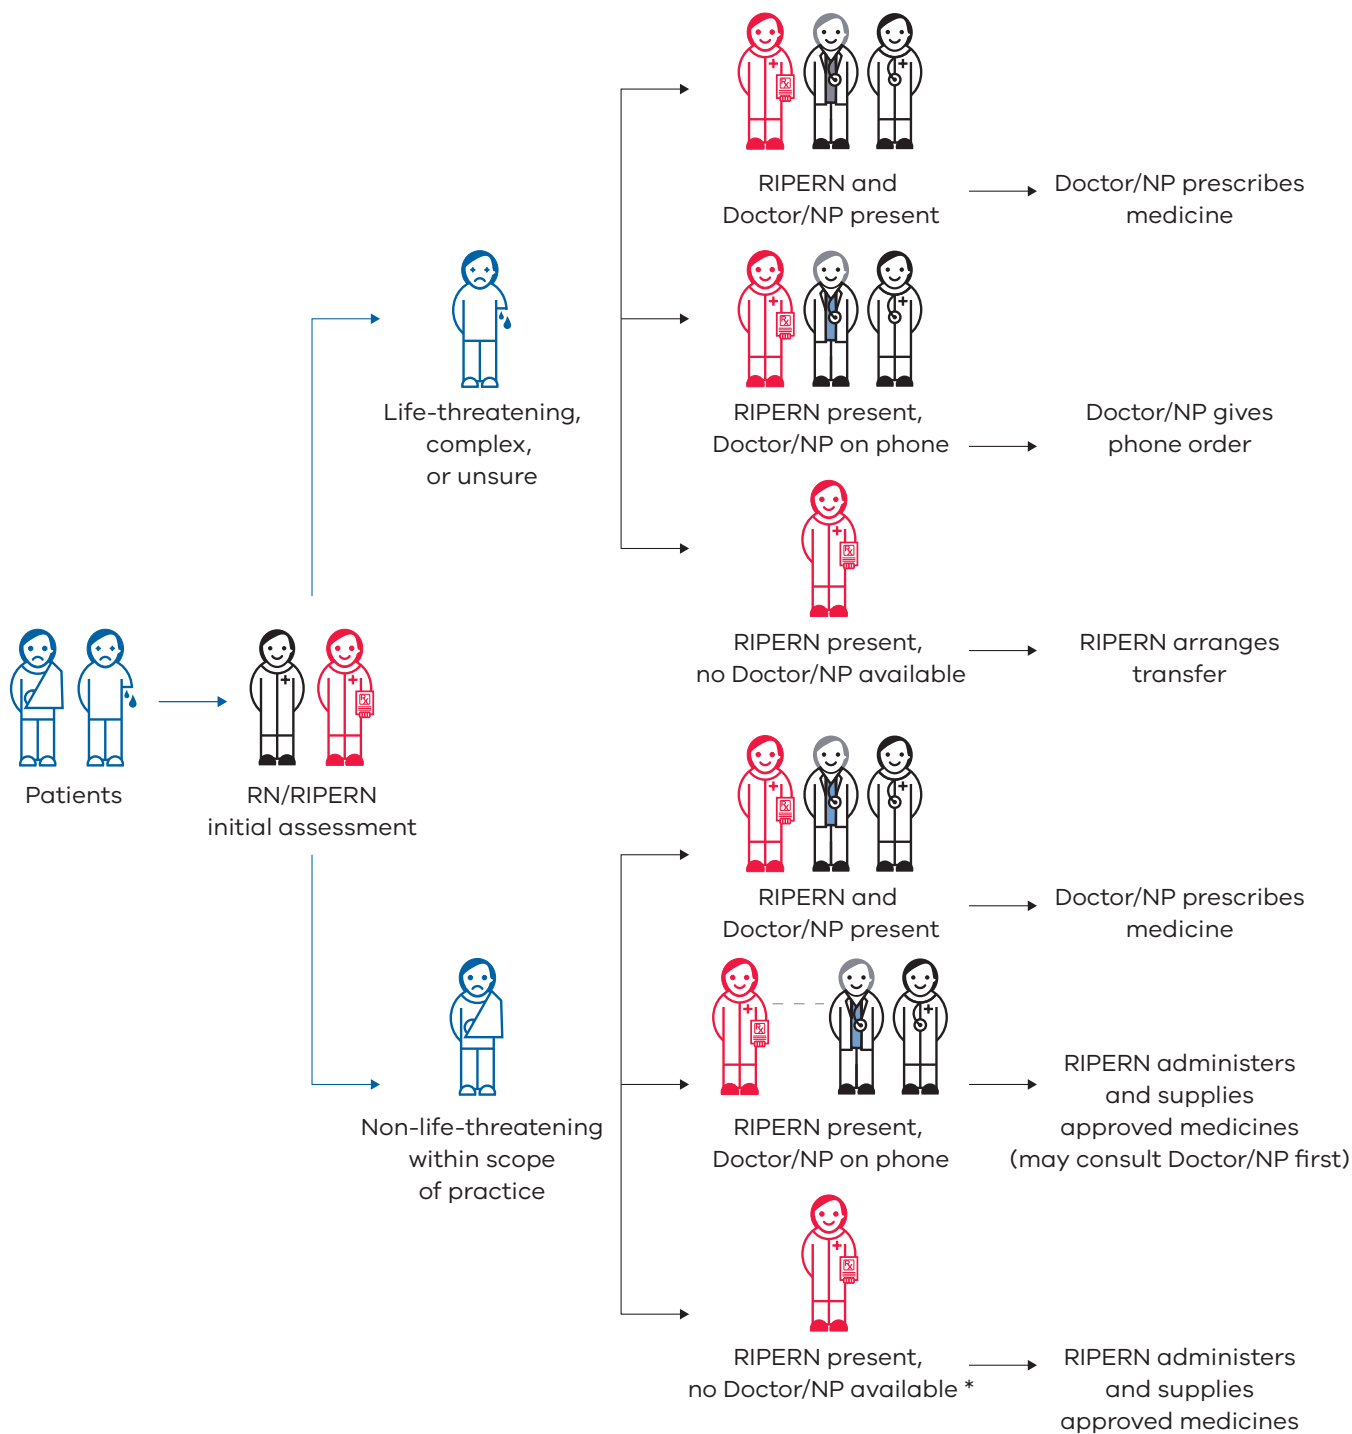 RIPERN and
Doctor/NP present
Doctor/NP prescribes
medicine
Life-threatening,
complex,
or unsure
RIPERN present,
Doctor/NP on phone
Doctor/NP gives
phone order
RIPERN present,
no Doctor/NP available
RIPERN arranges
transfer
Patients
RN/RIPERN
initial assessment
RIPERN and
Doctor/NP present
Doctor/NP prescribes
medicine
Non-life-threatening
within scope
of practice
RIPERN present,
Doctor/NP on phone
RIPERN administers
and supplies
approved medicines
(may consult Doctor/NP first)
RIPERN present,
no Doctor/NP available *
RIPERN administers
and supplies
approved medicines